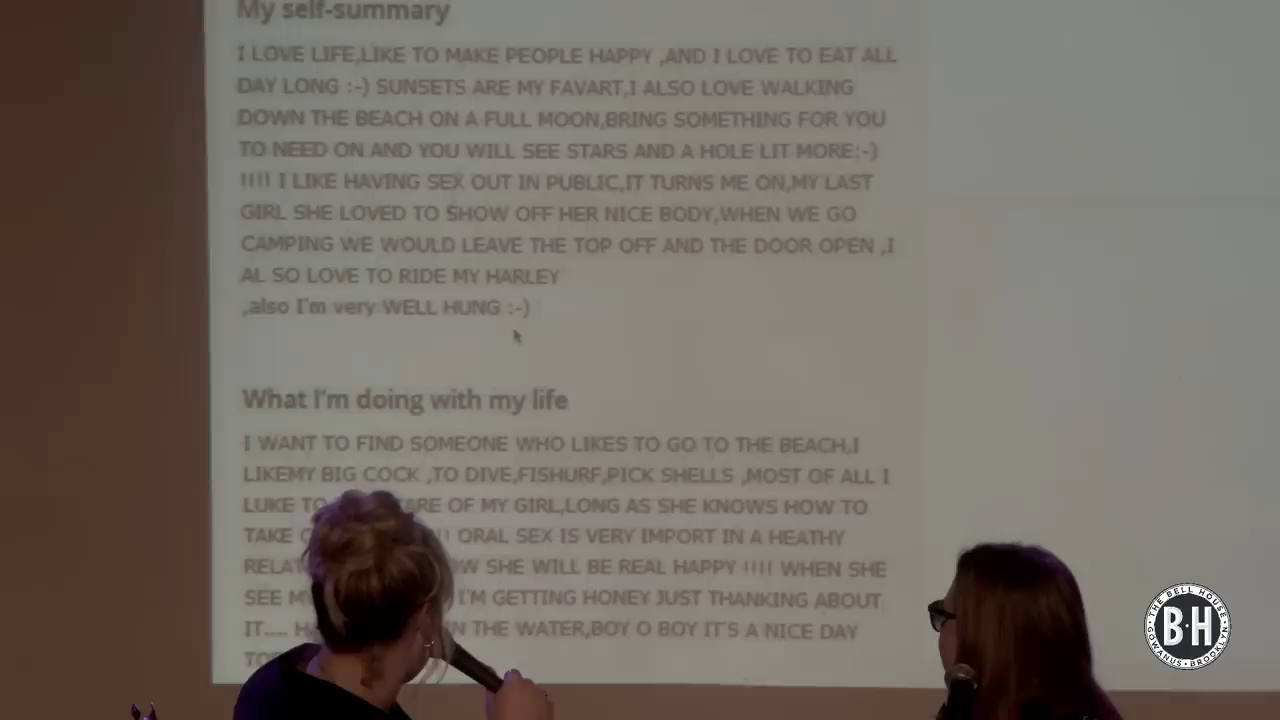 My self-summary
I LOVE LIFE,LIKE TO MAKE PEOPLE HAPPY ,AND I LOVE TO EAT ALL
DAY LONG :-) SUNSETS ARE MY FAVART,I ALSO LOVE WALKING
DOWN THE BEACH ON A FULL MOON,BRING SOMETHING FOR YOU
TO NEED ON AND YOU WILL SEE STARS AND A HOLE LIT MORE:-)
!!!! I LIKE HAVING SEX OUT IN PUBLIC,IT TURNS ME ON,MY LAST
GIRL SHE LOVED TO SHOW OFF HER NICE BODY,WHEN WE GO
CAMPING WE WOULD LEAVE THE TOP OFF AND THE DOOR OPEN ,I
AL SO LOVE TO RIDE MY HARLEY
,also I'm very WELL HUNG :-)
What I'm doing with my life
I WANT TO FIND SOMEONE WHO LIKES TO GO TO THE BEACH,I
LIKEMY BIG COCK ,TO DIVE,FISHURF,PICK SHELLS ,MOST OF ALL I
LUKE TO ARE OF MY GIRL,LONG AS SHE KNOWS HOW TO
TAKE !! ORAL SEX IS VERY IMPORT IN A HEATHY
RELAT OW SHE WILL BE REAL HAPPY !!!! WHEN SHE
SEE I'M GETTING HONEY JUST THANKING ABOUT
IT.... IN THE WATER,BOY O BOY IT'S A NICE DAY
THE BELL HOUSE
B·H
GOWANUS · BROOKLYN